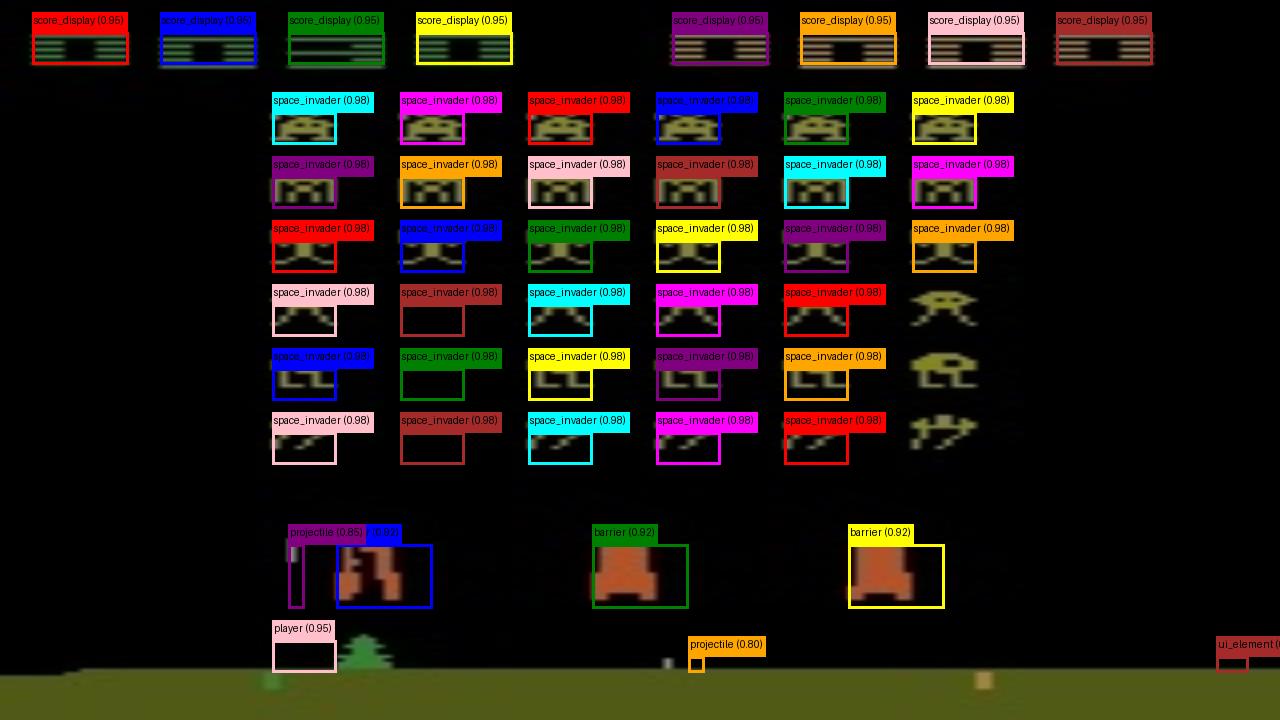 score_display (0.95) score_display (0.95) score_display (0.95) score_display (0.95) score_display (0.95) score_display (0.95) score_display (0.95) score_display (0.95)
space_invader (0.98) space_invader (0.98) space_invader (0.98) space_invader (0.98) space_invader (0.98) space_invader (0.98)
space_invader (0.98) space_invader (0.98) space_invader (0.98) space_invader (0.98) space_invader (0.98) space_invader (0.98)
space_invader (0.98) space_invader (0.98) space_invader (0.98) space_invader (0.98) space_invader (0.98) space_invader (0.98)
space_invader (0.98) space_invader (0.98) space_invader (0.98) space_invader (0.98) space_invader (0.98)
space_invader (0.98) space_invader (0.98) space_invader (0.98) space_invader (0.98) space_invader (0.98)
space_invader (0.98) space_invader (0.98) space_invader (0.98) space_invader (0.98) space_invader (0.98)
projectile (0.85) r (0.92) barrier (0.92) barrier (0.92)
player (0.95)
projectile (0.80) ui_element (